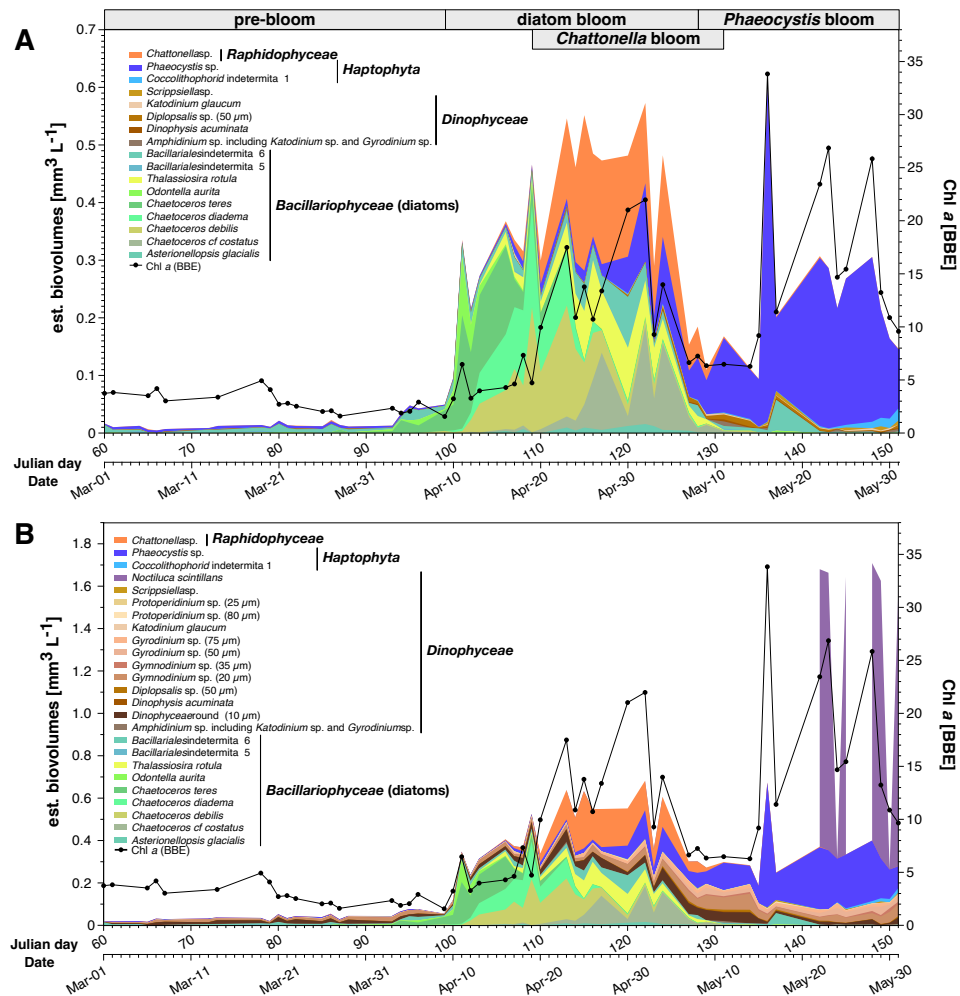 pre-bloom diatom bloom Phaeocystis bloom
Chattonella bloom
A
0.7
0.6
0.5
0.4
0.3
0.2
0.1
0
est. biovolumes [mm³ L⁻¹]
Chattonellasp. Raphidophyceae
Phaeocystis sp. Haptophyta
Coccolithophorid indetermita 1
Scrippsiellasp.
Katodinium glaucum
Diplopsalis sp. (50 µm) Dinophyceae
Dinophysis acuminata
Amphidinium sp. including Katodinium sp. and Gyrodinium sp.
Bacillarialesindetermita 6
Bacillarialesindetermita 5
Thalassiosira rotula
Odontella aurita
Chaetoceros teres Bacillariophyceae (diatoms)
Chaetoceros diadema
Chaetoceros debilis
Chaetoceros cf costatus
Asterionellopsis glacialis
Chl a (BBE)
35
30
25
20
15
10
5
0
Chl a [BBE]
Julian day 60 70 80 90 100 110 120 130 140 150
Date Mar-01 Mar-11 Mar-21 Mar-31 Apr-10 Apr-20 Apr-30 May-10 May-20 May-30
B
1.8
1.6
1.4
1.2
1.0
0.8
0.6
0.4
0.2
0
est. biovolumes [mm³ L⁻¹]
Chattonellasp. Raphidophyceae
Phaeocystis sp. Haptophyta
Coccolithophorid indetermita 1
Noctiluca scintillans
Scrippsiellasp.
Protoperidinium sp. (25 µm)
Protoperidinium sp. (80 µm)
Katodinium glaucum
Gyrodinium sp. (75 µm)
Gyrodinium sp. (50 µm) Dinophyceae
Gymnodinium sp. (35 µm)
Gymnodinium sp. (20 µm)
Diplopsalis sp. (50 µm)
Dinophysis acuminata
Dinophyceaeround (10 µm)
Amphidinium sp. including Katodinium sp. and Gyrodiniumsp.
Bacillarialesindetermita 6
Bacillarialesindetermita 5
Thalassiosira rotula
Odontella aurita
Chaetoceros teres Bacillariophyceae (diatoms)
Chaetoceros diadema
Chaetoceros debilis
Chaetoceros cf costatus
Asterionellopsis glacialis
Chl a (BBE)
35
30
25
20
15
10
5
0
Chl a [BBE]
Julian day 60 70 80 90 100 110 120 130 140 150
Date Mar-01 Mar-11 Mar-21 Mar-31 Apr-10 Apr-20 Apr-30 May-10 May-20 May-30